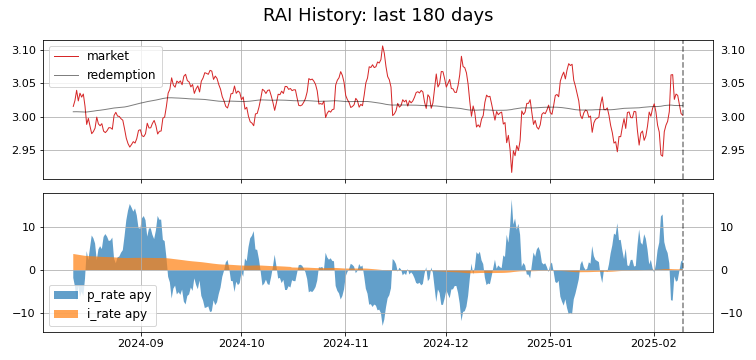 RAI History: last 180 days
3.10
3.05
3.00
2.95
market
redemption
3.10
3.05
3.00
2.95
10
0
−10
p_rate apy
i_rate apy
10
0
−10
2024-09 2024-10 2024-11 2024-12 2025-01 2025-02